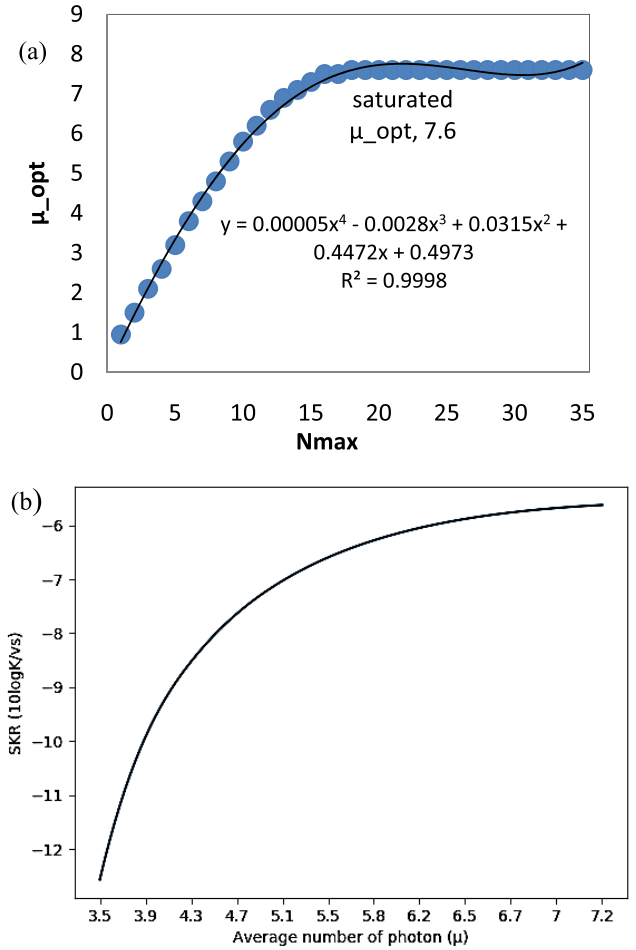 (a)
9
8
7
6
5
4
3
2
1
0
μ_opt
saturated
μ_opt, 7.6
y = 0.00005x⁴ - 0.0028x³ + 0.0315x² +
0.4472x + 0.4973
R² = 0.9998
0 5 10 15 20 25 30 35
Nmax
(b)
−6
−7
−8
−9
−10
−11
−12
SKR (10logK/vs)
3.5 3.9 4.3 4.7 5.1 5.5 5.8 6.2 6.5 6.7 7 7.2
Average number of photon (μ)